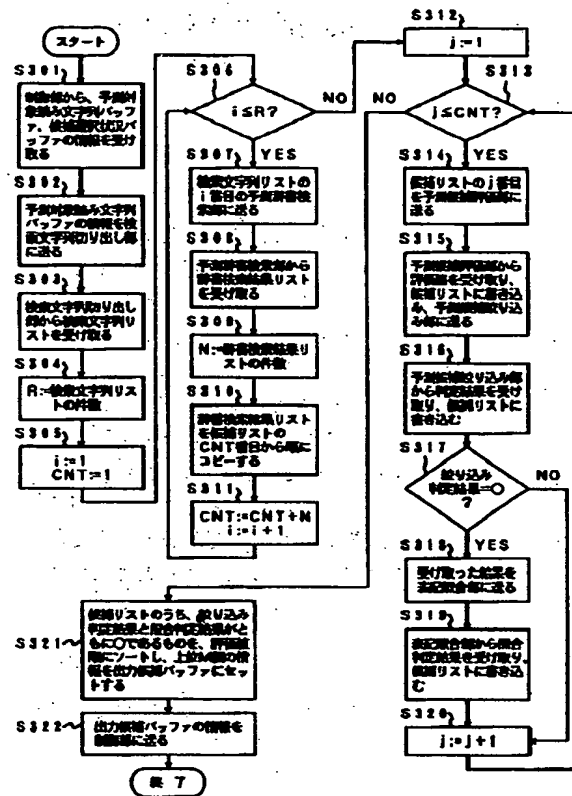 スタート
S301
制御部から、予測対
象読み文字列バッフ
ァ、候補選択状況バ
ッファの情報を受け
取る
S302
予測対象読み文字列
バッファの情報を検
索文字列切り出し部
に送る
S303
検索文字列切り出し
部から検索文字列リ
ストを受け取る
S304
R:=検索文字列リス
トの件数
S305
i:=1
CNT:=1
S306
i≤R?
NO
YES
S307
検索文字列リストの
i番目の予測辞書検
索部に送る
S308
予測辞書検索部から
辞書検索結果リスト
を受け取る
S309
N:=辞書検索結果リ
ストの件数
S310
辞書検索結果リスト
を候補リストの
CNT番目から順に
コピーする
S311
CNT:=CNT+N
i:=i+1
S312
j:=1
S313
j≤CNT?
NO
YES
S314
候補リストのj番目
を予測候補評価部
に送る
S315
予測候補評価部から
評価値を受け取り、
候補リストに書き込
み、予測候補絞り込
み部に送る
S316
予測候補絞り込み部
から判定結果を受け
取り、候補リストに
書き込む
S317
絞り込み
判定結果=○
?
NO
YES
S318
受け取った結果を
表記照合部に送る
S319
表記照合部から照合
判定結果を受け取り、
候補リストに書き込
む
S320
j:=j+1
S321
候補リストのうち、絞り込み
判定結果と照合判定結果がと
もに○であるものを、評価値
順にソートし、上位
の情
報を出力候補バッファにセッ
トする
S322
出力候補バッファの情報を
制御部に送る
終了